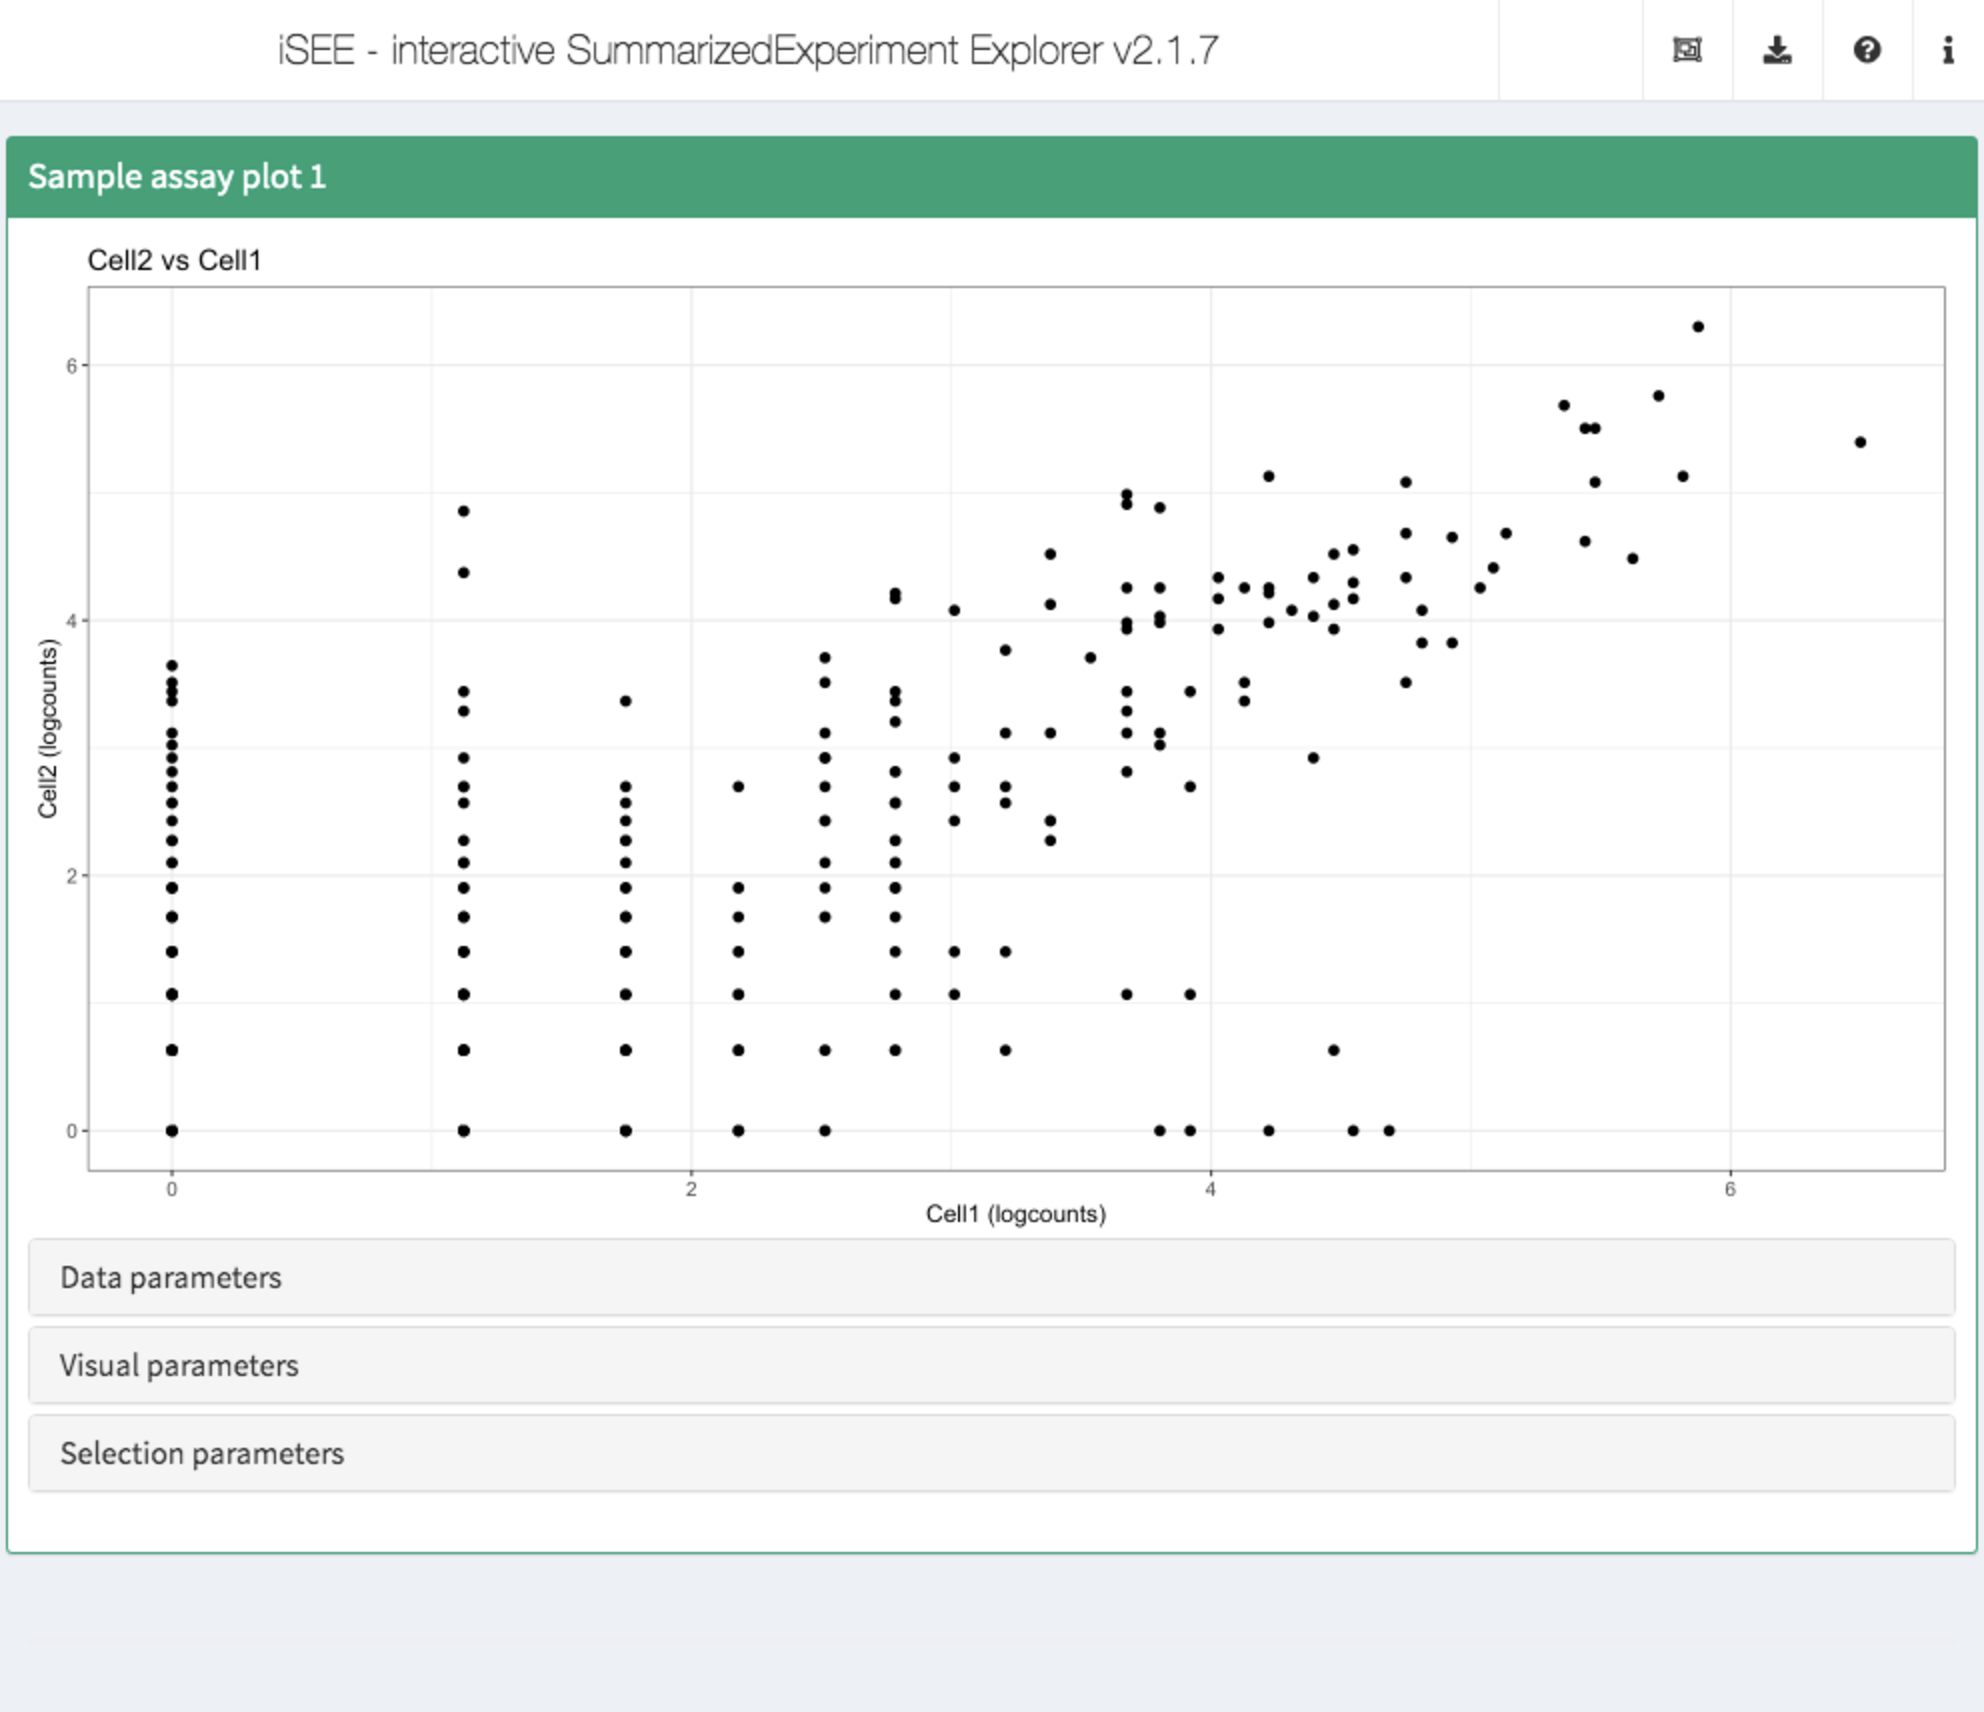 iSEE - interactive SummarizedExperiment Explorer v2.1.7
Sample assay plot 1
Cell2 vs Cell1
6
4
2
0
Cell2 (logcounts)
0 2 4 6
Cell1 (logcounts)
Data parameters
Visual parameters
Selection parameters